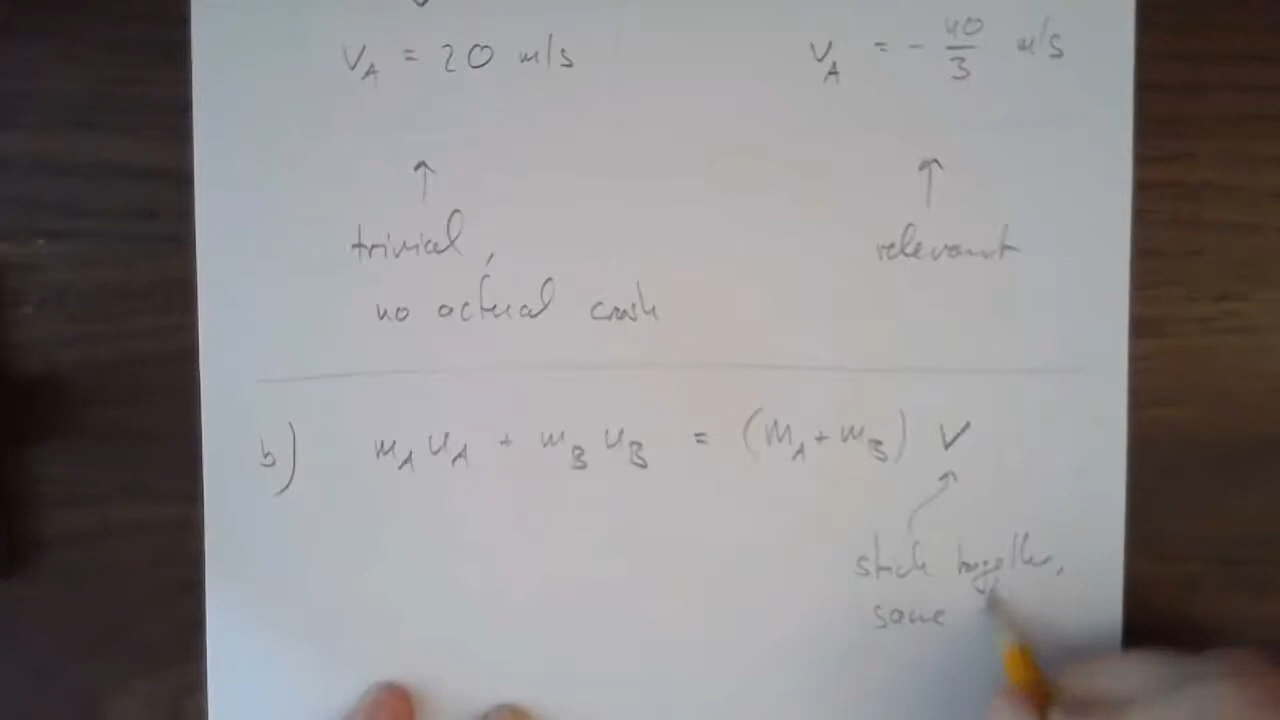 V_A = 20 m/s
V_A = - 40/3 m/s
↑
↑
trivial,
relevant
no actual crash
b) m_A u_A + m_B u_B = (m_A + m_B) V
stick together,
same